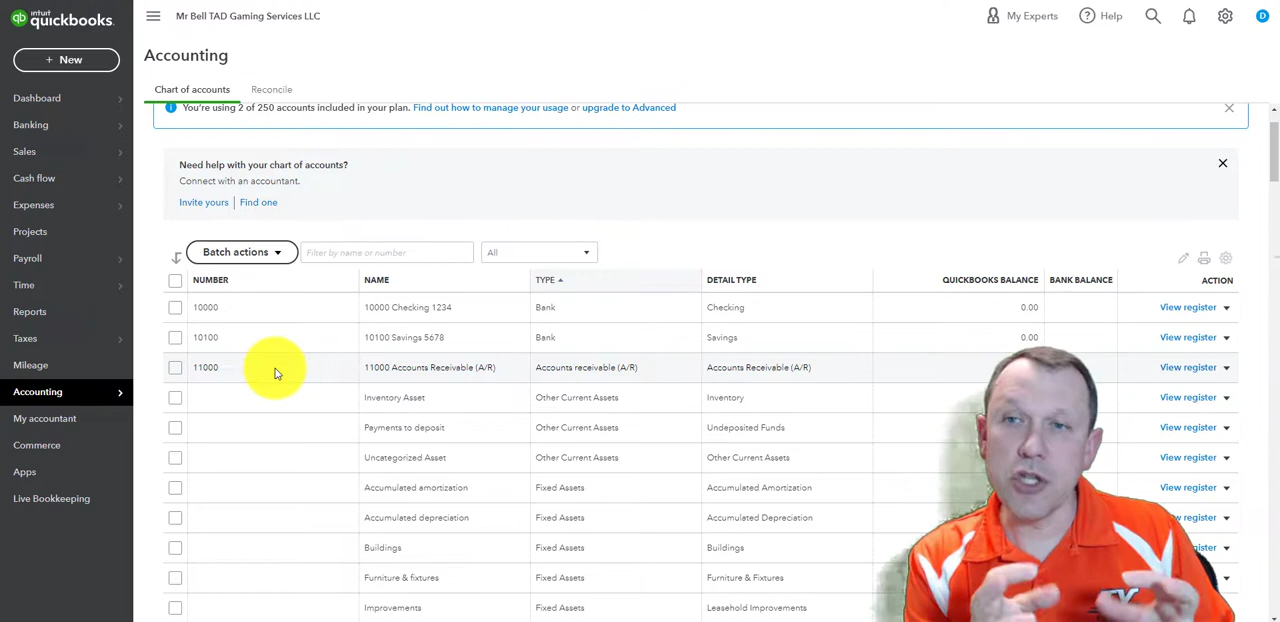 intuit
qb quickbooks.
Mr Bell TAD Gaming Services LLC
My Experts
Help
D
+ New
Accounting
Dashboard
Banking
Sales
Cash flow
Expenses
Projects
Payroll
Time
Reports
Taxes
Mileage
Accounting
My accountant
Commerce
Apps
Live Bookkeeping
Chart of accounts Reconcile
You're using 2 of 250 accounts included in your plan. Find out how to manage your usage or upgrade to Advanced
Need help with your chart of accounts?
Connect with an accountant.
Invite yours | Find one
Batch actions Filter by name or number All
NUMBER NAME TYPE DETAIL TYPE QUICKBOOKS BALANCE BANK BALANCE ACTION
10000 10000 Checking 1234 Bank Checking 0.00 View register
10100 10100 Savings 5678 Bank Savings 0.00 View register
11000 11000 Accounts Receivable (A/R) Accounts receivable (A/R) Accounts Receivable (A/R) View register
Inventory Asset Other Current Assets Inventory View register
Payments to deposit Other Current Assets Undeposited Funds View register
Uncategorized Asset Other Current Assets Other Current Assets View register
Accumulated amortization Fixed Assets Accumulated Amortization View register
Accumulated depreciation Fixed Assets Accumulated Depreciation View register
Buildings Fixed Assets Buildings
Furniture & fixtures Fixed Assets Furniture & Fixtures
Improvements Fixed Assets Leasehold Improvements